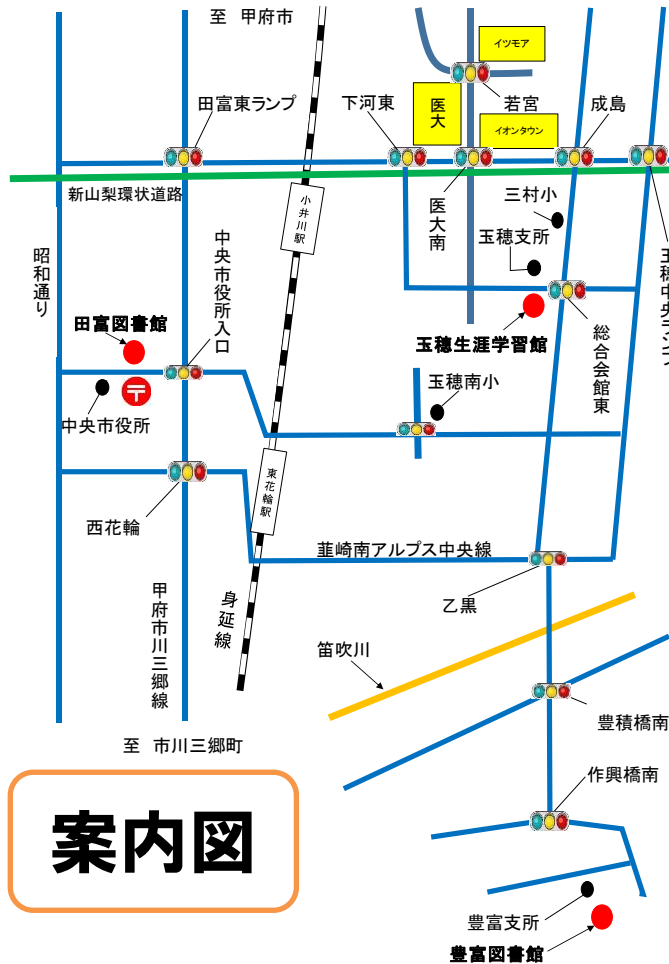 至 甲府市
イツモア
田富東ランプ
下河東
医大
若宮
成島
イオンタウン
新山梨環状道路
小井川駅
医大南
三村小
玉穂支所
玉穂中央ランプ
昭和通り
中央市役所入口
田富図書館
玉穂生涯学習館
総合会館東
〒
玉穂南小
中央市役所
東花輪駅
西花輪
韮崎南アルプス中央線
乙黒
甲府市川三郷線
身延線
笛吹川
豊積橋南
至 市川三郷町
作興橋南
案内図
豊富支所
豊富図書館